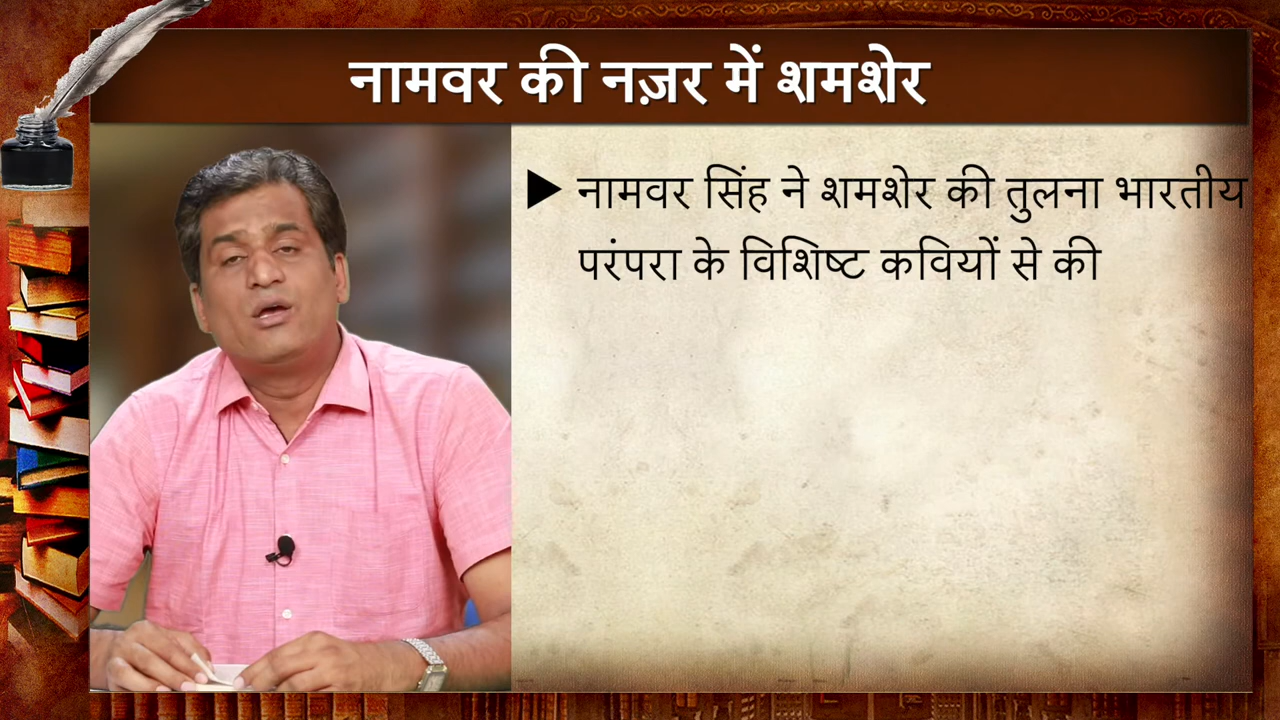 नामवर की नज़र में शमशेर
नामवर सिंह ने शमशेर की तुलना भारतीय
परंपरा के विशिष्ट कवियों से की